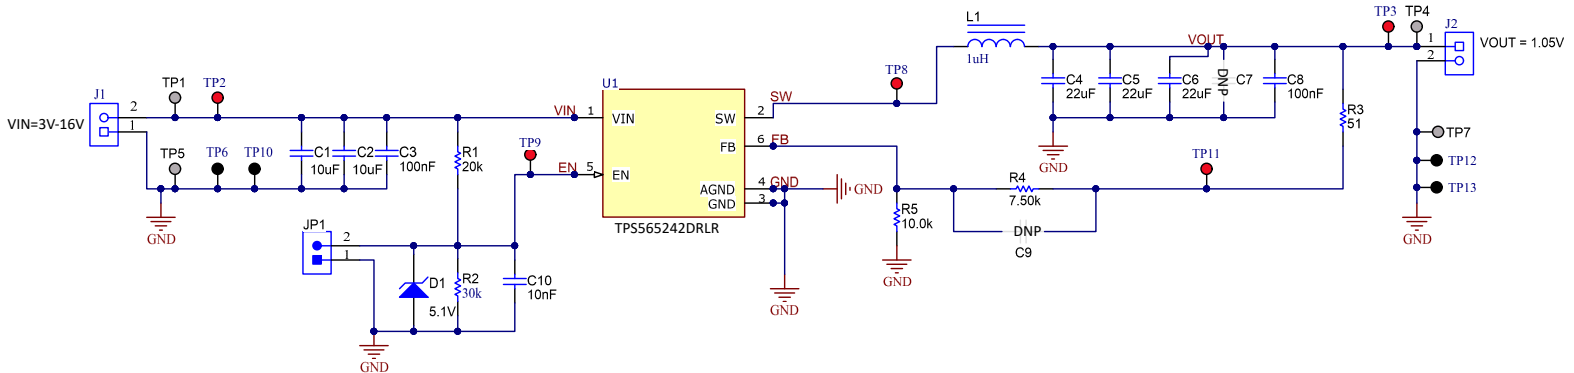 J1
VIN=3V-16V
2
1
TP1
TP2
TP5
TP6
TP10
GND
C1
10uF
C2
10uF
C3
100nF
R1
20k
JP1
2
1
D1
5.1V
R2
30k
C10
10nF
GND
TP9
VIN
1
EN
5
U1
VIN
EN
SW
FB
AGND
GND
TPS565242DRLR
SW
2
6
FB
4
GND
3
GND
GND
TP8
L1
1uH
R5
10.0k
GND
R4
7.50k
DNP
C9
TP11
VOUT
C4
22uF
C5
22uF
C6
22uF
DNP
C7
C8
100nF
GND
R3
51
TP3
TP4
J2
1
2
VOUT = 1.05V
TP7
TP12
TP13
GND